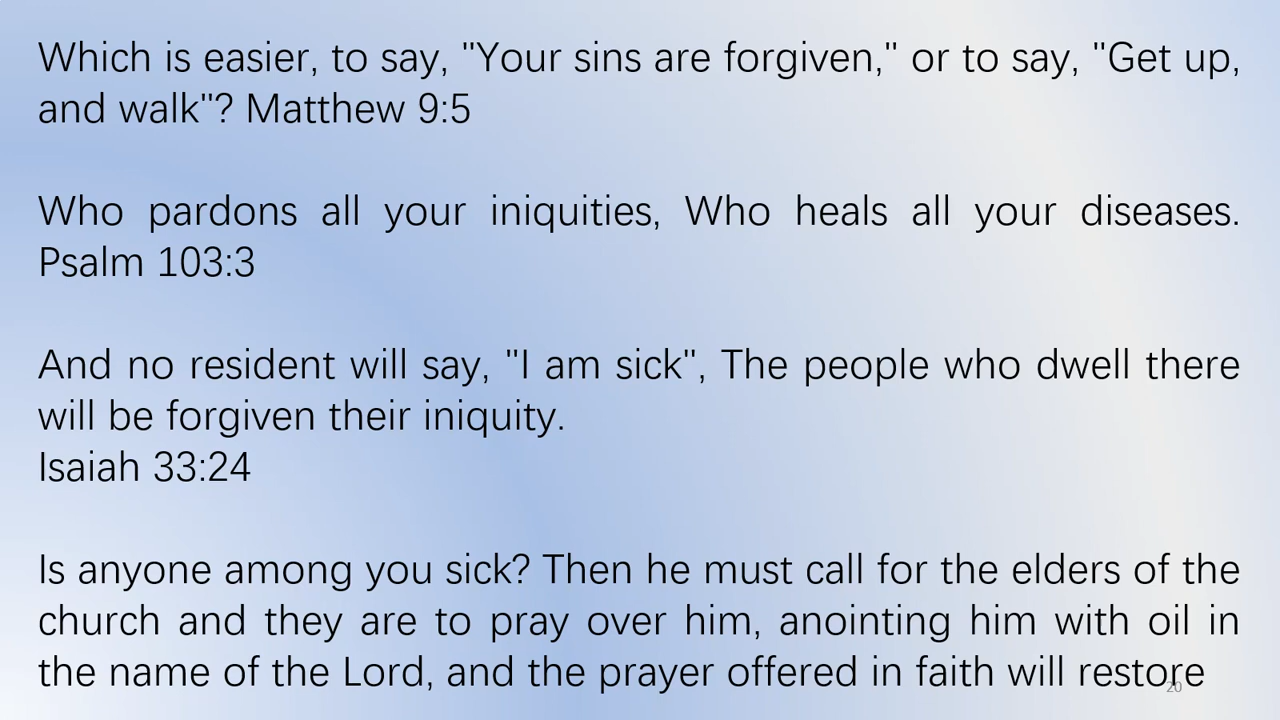 Which is easier, to say, "Your sins are forgiven," or to say, "Get up,
and walk"? Matthew 9:5
Who pardons all your iniquities, Who heals all your diseases.
Psalm 103:3
And no resident will say, "I am sick", The people who dwell there
will be forgiven their iniquity.
Isaiah 33:24
Is anyone among you sick? Then he must call for the elders of the
church and they are to pray over him, anointing him with oil in
the name of the Lord, and the prayer offered in faith will restore
20